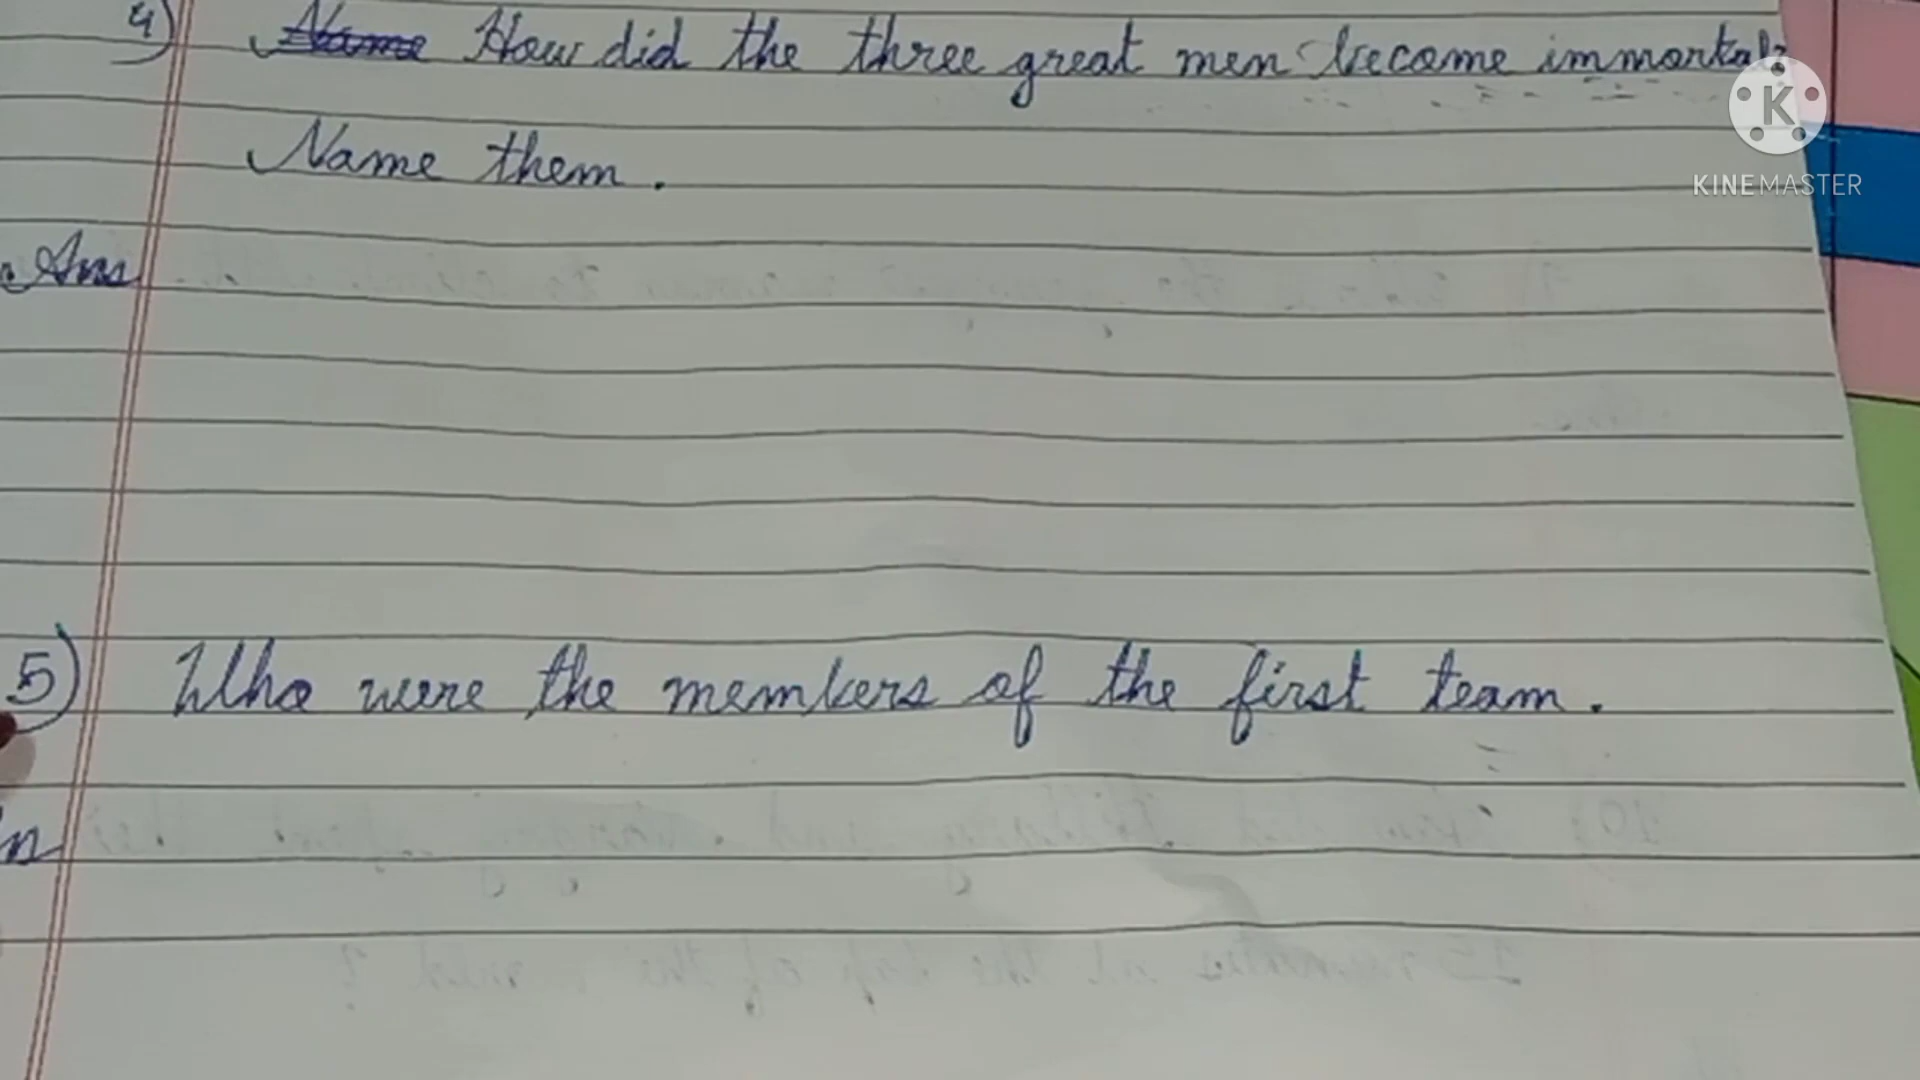 4) Name How did the three great men become immortal?
Name them.
Ans
5) Who were the members of the first team.
n
KINEMASTER